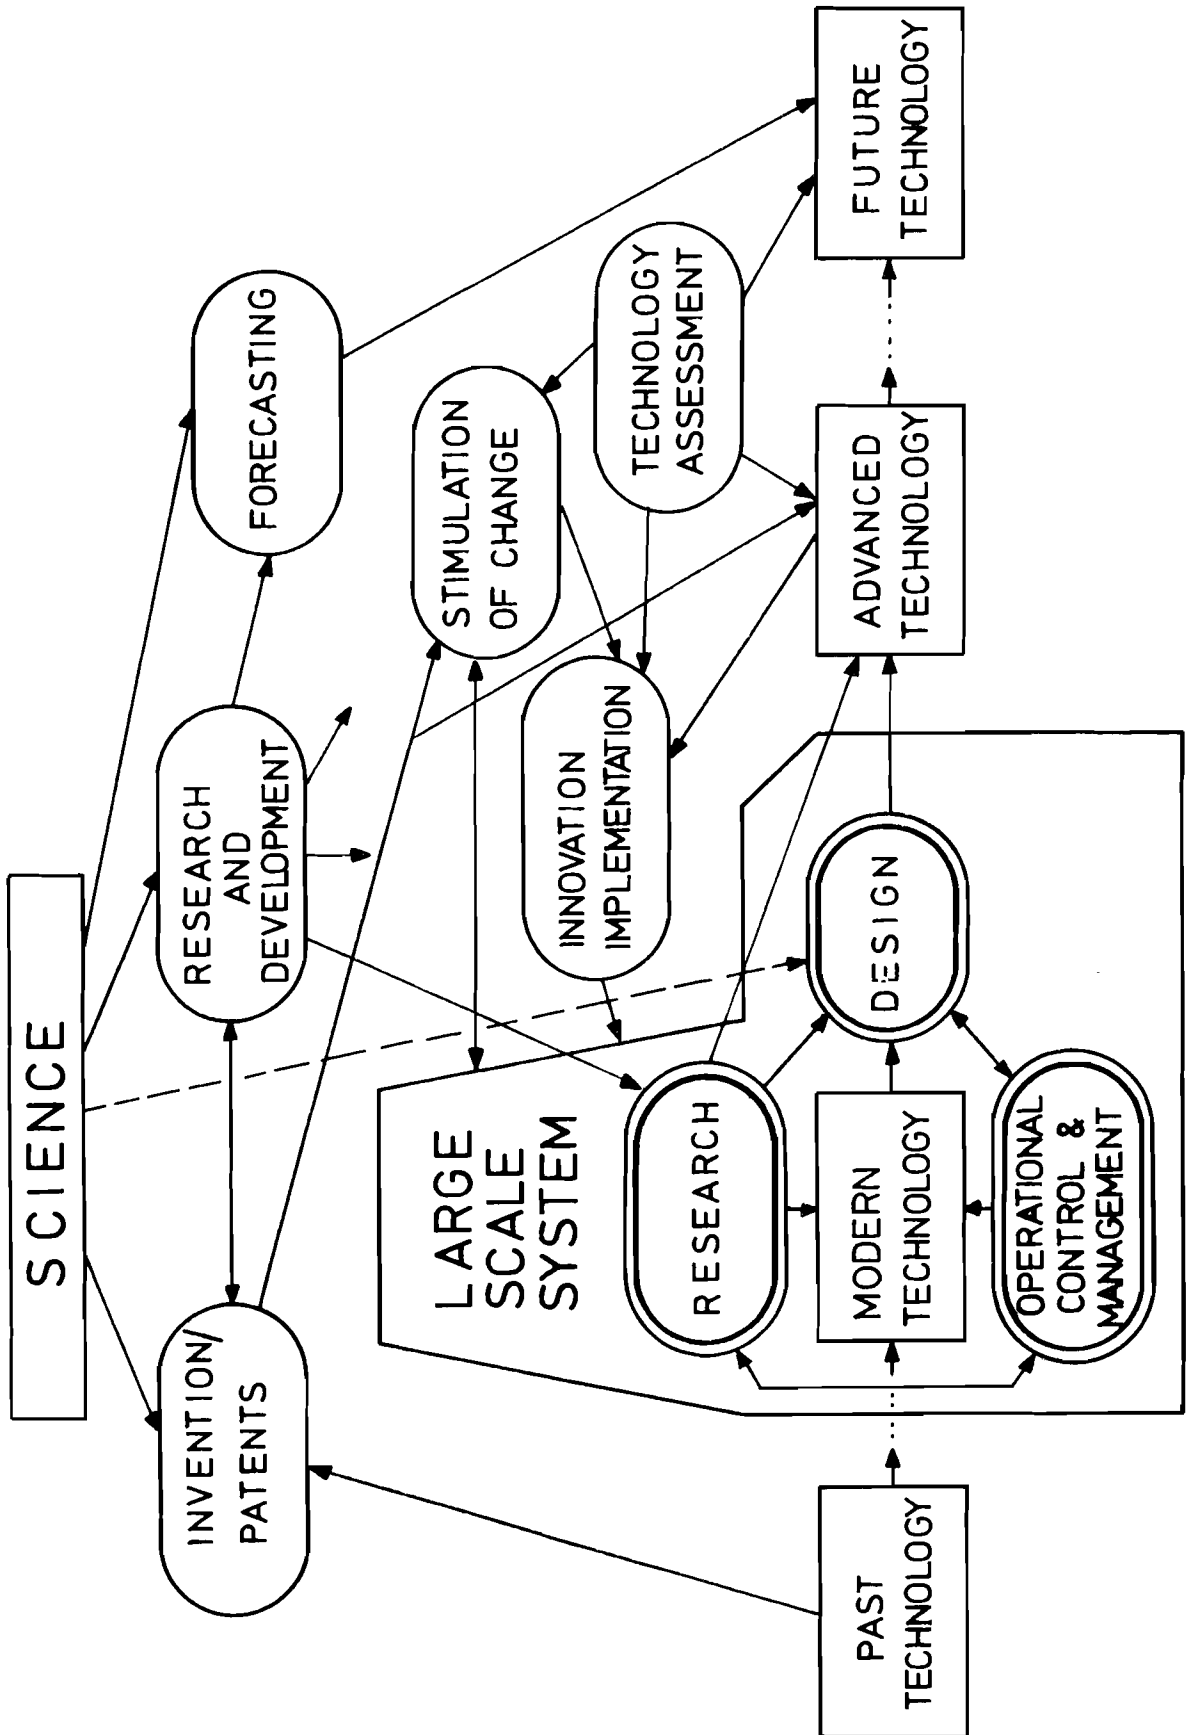 SCIENCE
INVENTION/
PATENTS
RESEARCH
AND
DEVELOPMENT
FORECASTING
STIMULATION
OF CHANGE
INNOVATION
IMPLEMENTATION
TECHNOLOGY
ASSESSMENT
LARGE
SCALE
SYSTEM
RESEARCH
DESIGN
OPERATIONAL
CONTROL &
MANAGEMENT
PAST
TECHNOLOGY
MODERN
TECHNOLOGY
ADVANCED
TECHNOLOGY
FUTURE
TECHNOLOGY